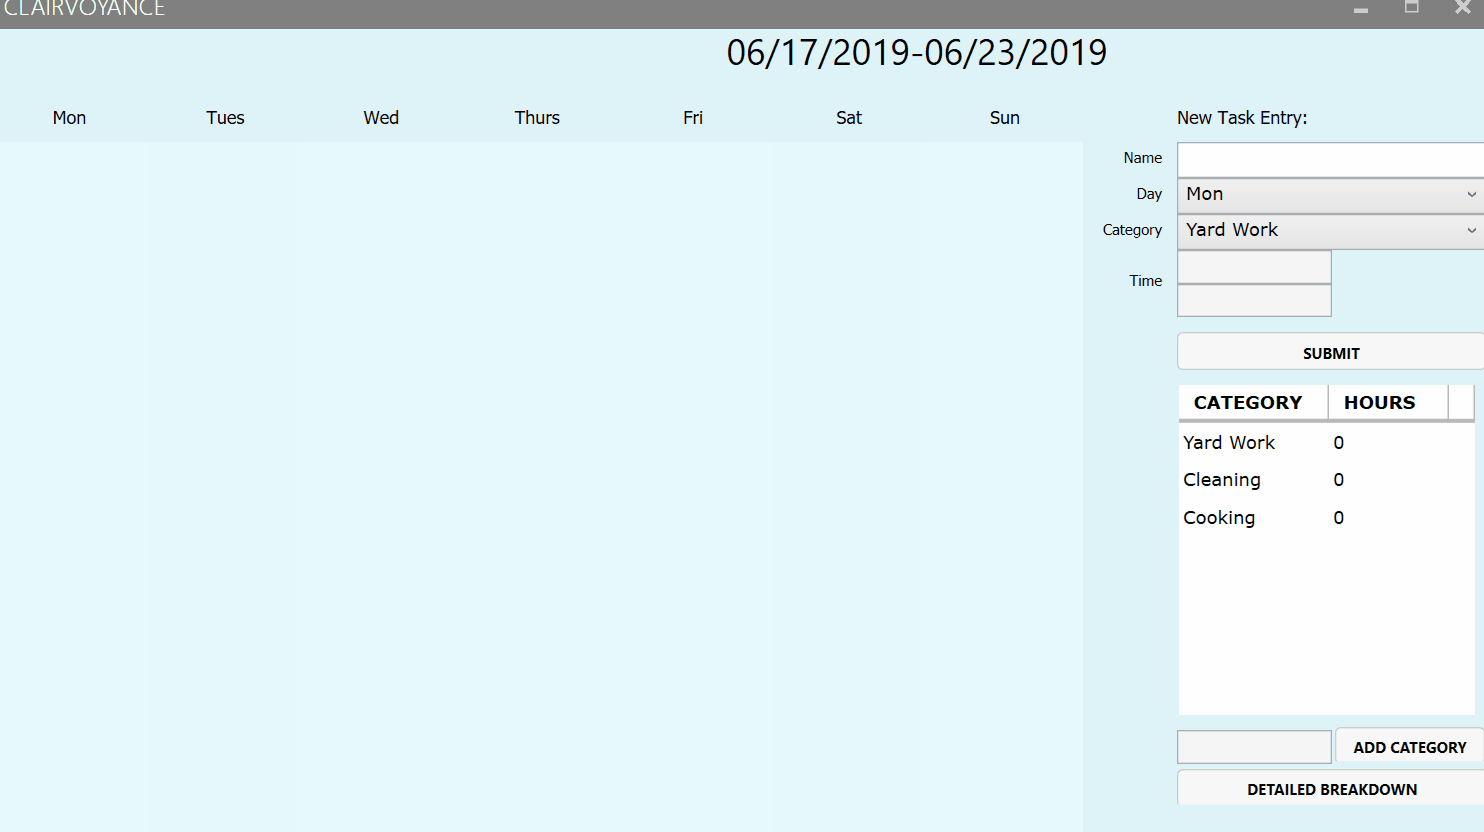 CLAIRVOYANCE
06/17/2019-06/23/2019
Mon Tues Wed Thurs Fri Sat Sun
New Task Entry:
Name
Day Mon
Category Yard Work
Time
SUBMIT
CATEGORY HOURS
Yard Work 0
Cleaning 0
Cooking 0
ADD CATEGORY
DETAILED BREAKDOWN